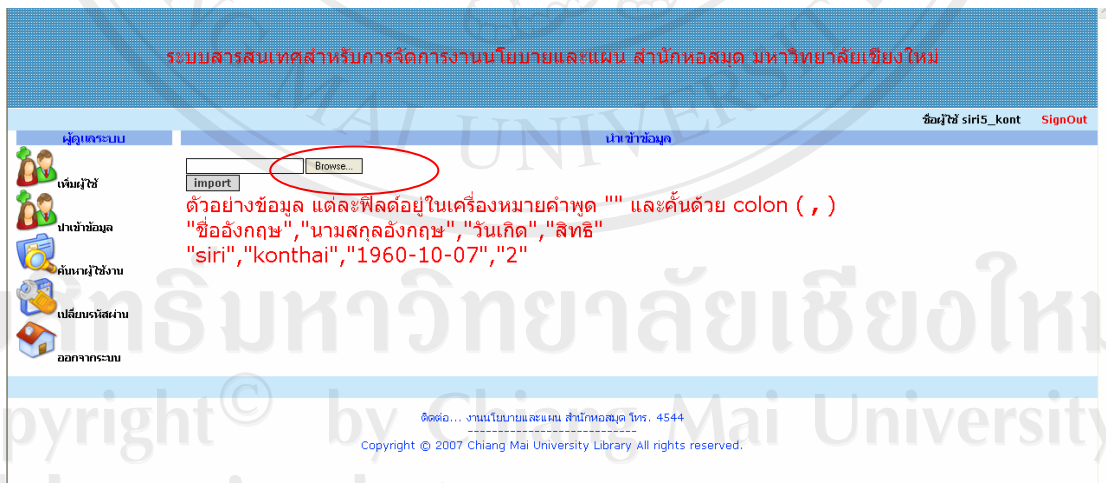 ระบบสารสนเทศสำหรับการจัดการงานนโยบายและแผน สำนักหอสมุด มหาวิทยาลัยเชียงใหม่
ชื่อผู้ใช้ siri5_kont SignOut
ผู้ดูแลระบบ
นำเข้าข้อมูล
Browse...
import
เพิ่มผู้ใช้
นำเข้าข้อมูล
ค้นหาผู้ใช้งาน
เปลี่ยนรหัสผ่าน
ออกจากระบบ
ตัวอย่างข้อมูล แต่ละฟิลด์อยู่ในเครื่องหมายคำพูด "" และคั้นด้วย colon ( , )
"ชื่ออังกฤษ","นามสกุลอังกฤษ","วันเกิด","สิทธิ"
"siri","konthai","1960-10-07","2"
ติดต่อ... งานนโยบายและแผน สำนักหอสมุด โทร. 4544
------------------------------
Copyright © 2007 Chiang Mai University Library All rights reserved.
MAI UNIVERSIT
สิทธิมหาวิทยาลัยเชียงใหม่
pyright © by Chiang Mai University